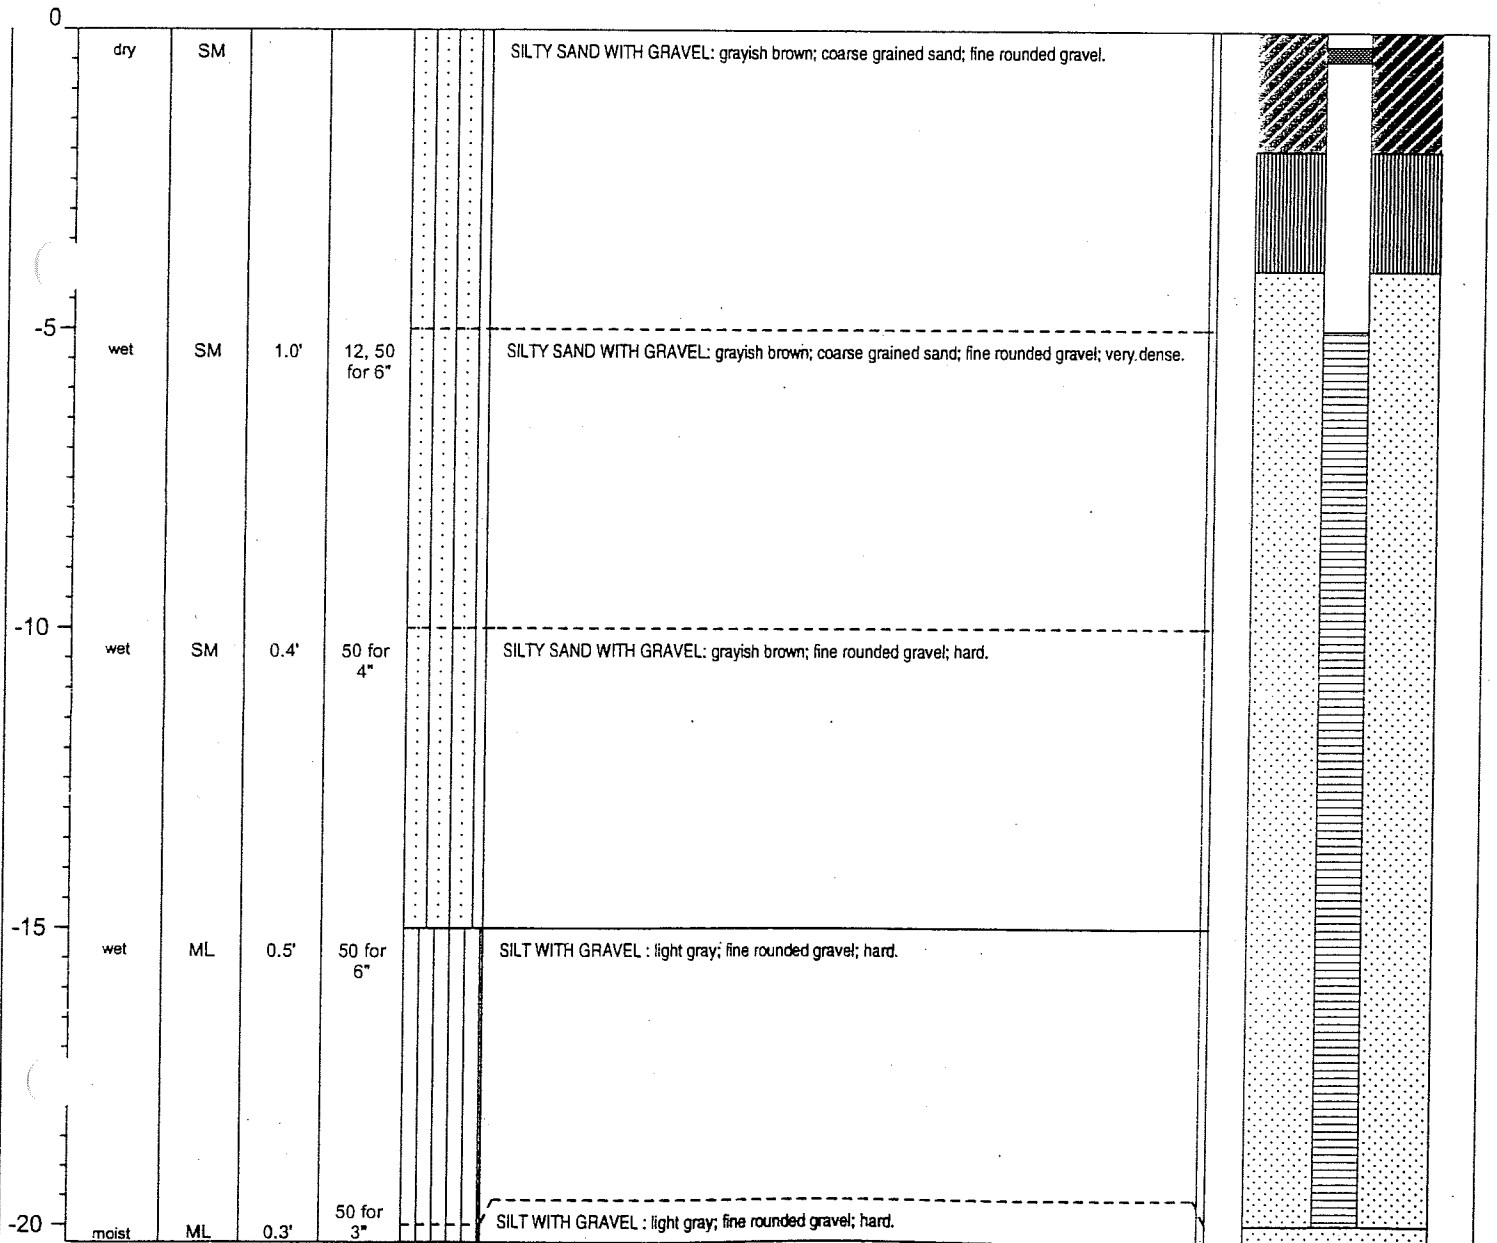 0
dry SM SILTY SAND WITH GRAVEL: grayish brown; coarse grained sand; fine rounded gravel.
-5
wet SM 1.0' 12, 50 SILTY SAND WITH GRAVEL: grayish brown; coarse grained sand; fine rounded gravel; very dense.
for 6"
-10
wet SM 0.4' 50 for SILTY SAND WITH GRAVEL: grayish brown; fine rounded gravel; hard.
4"
-15
wet ML 0.5' 50 for SILT WITH GRAVEL : light gray; fine rounded gravel; hard.
6"
50 for
-20 moist ML 0.3' 3" SILT WITH GRAVEL : light gray; fine rounded gravel; hard.